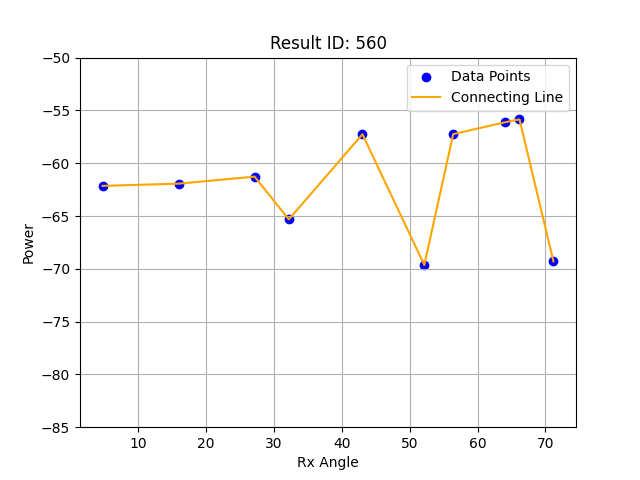 Result ID: 560
Data Points
Connecting Line
Power
−50
−55
−60
−65
−70
−75
−80
−85
10 20 30 40 50 60 70
Rx Angle